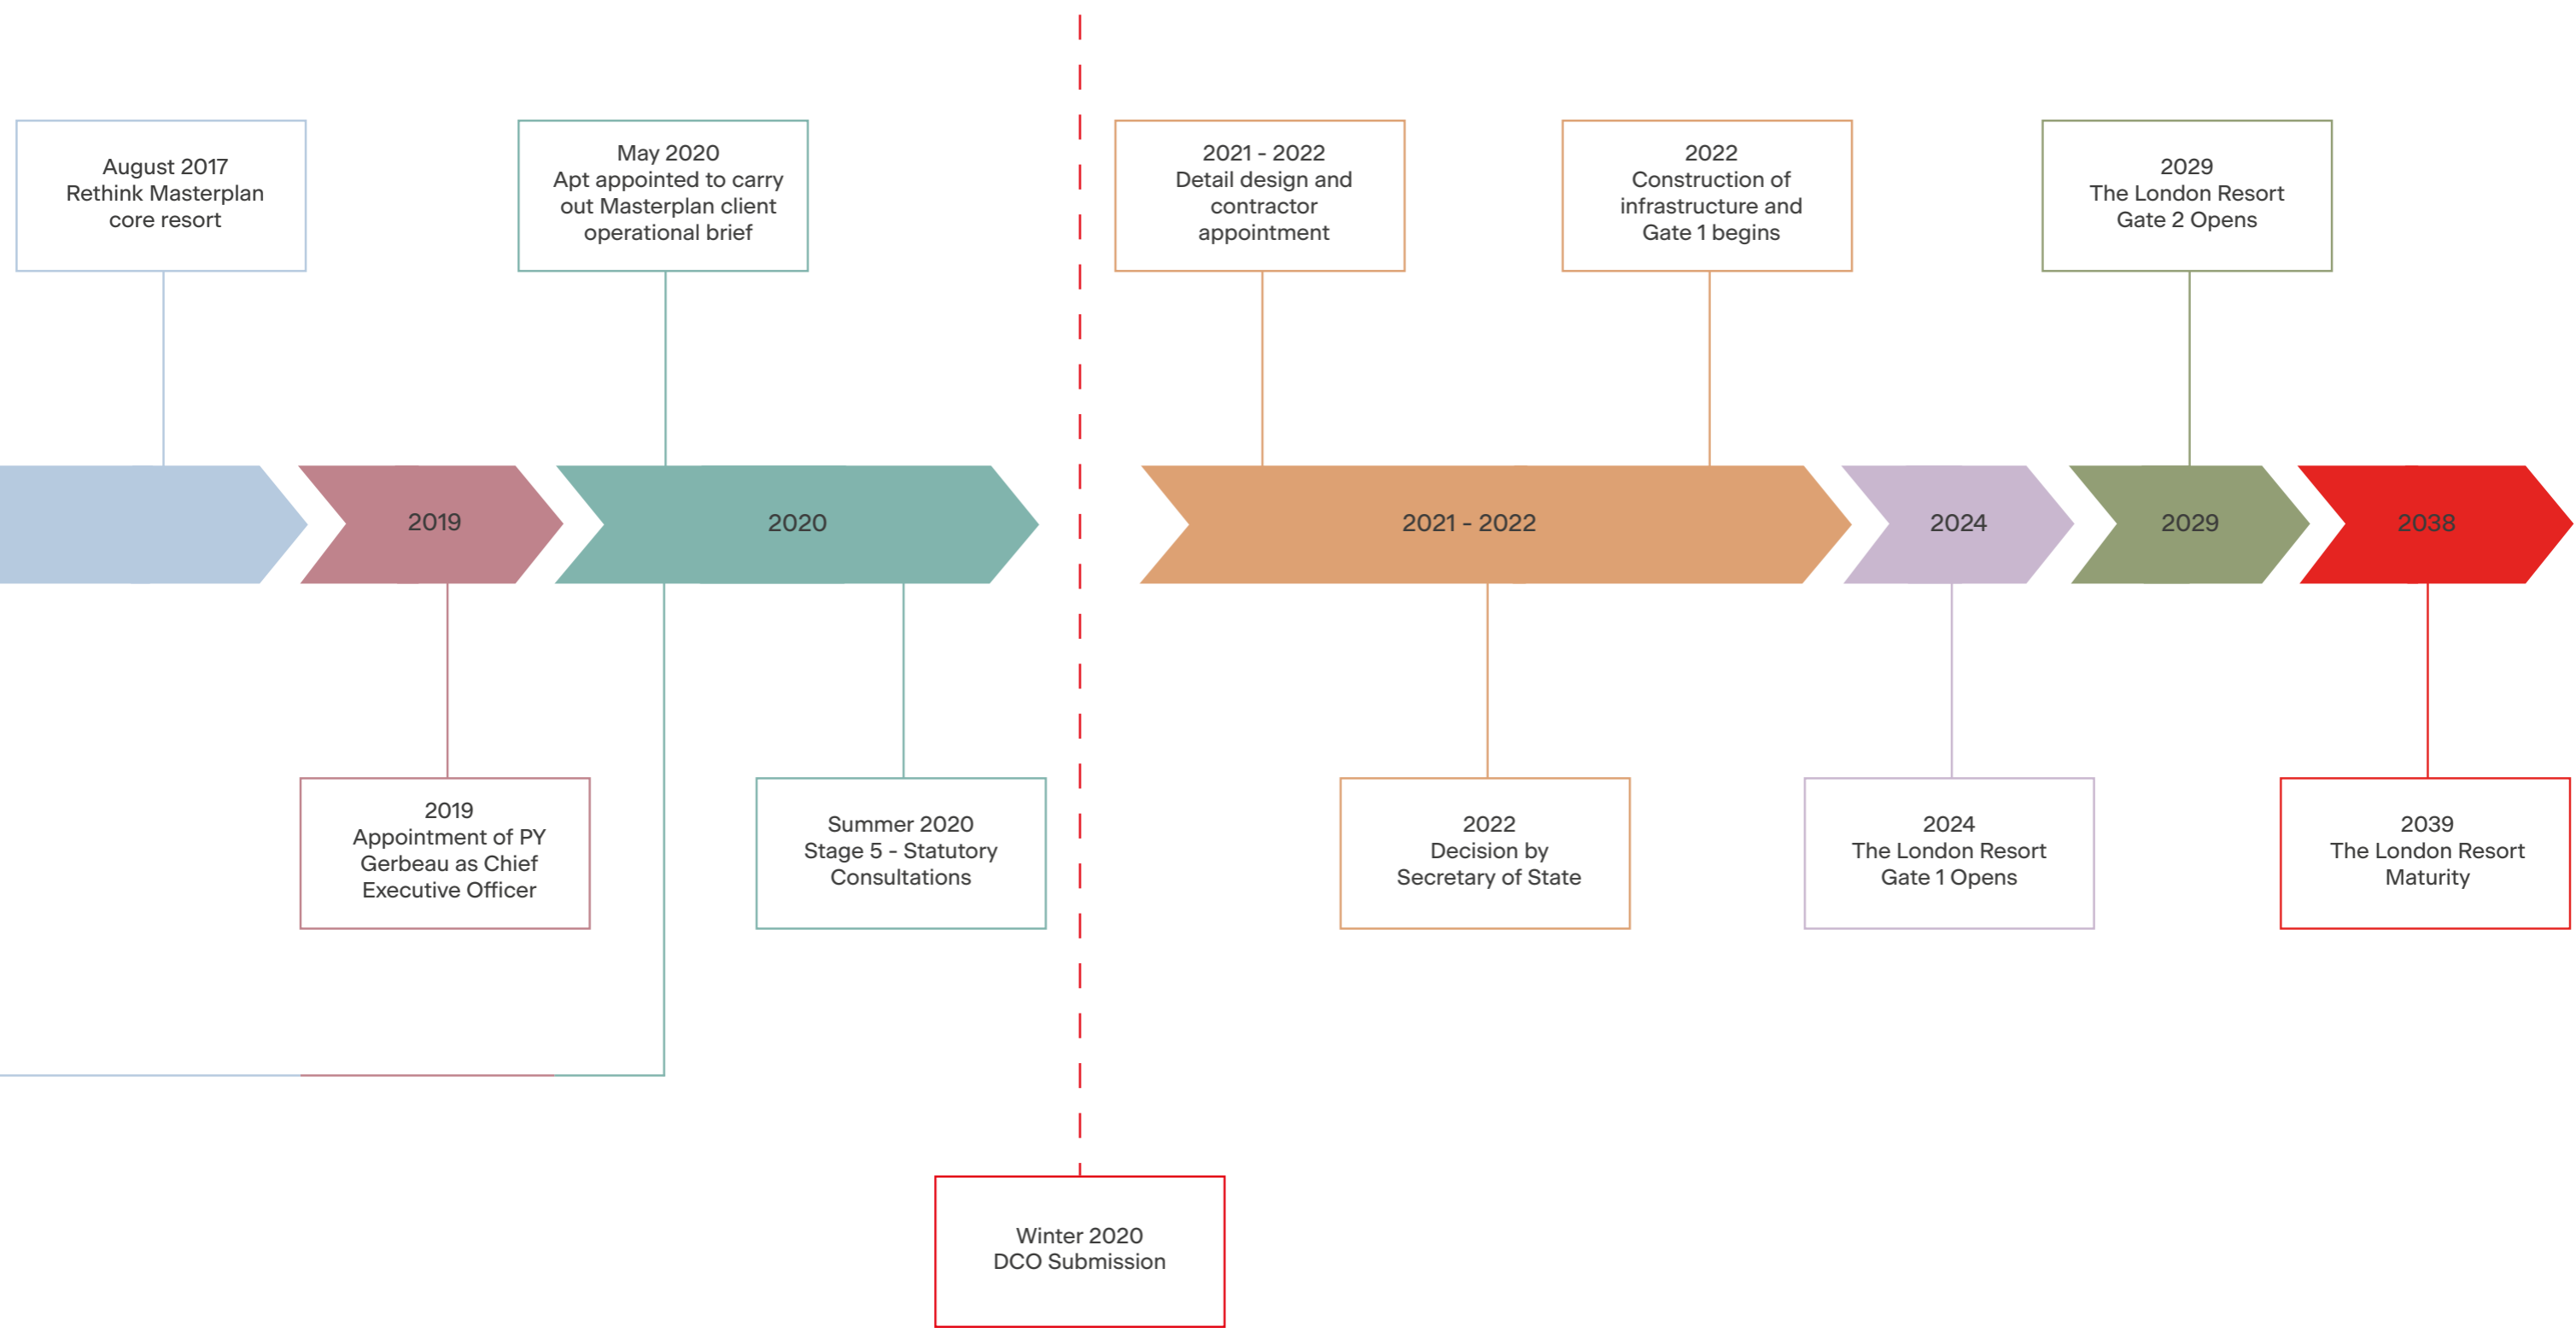 August 2017
Rethink Masterplan
core resort
May 2020
Apt appointed to carry
out Masterplan client
operational brief
2021 - 2022
Detail design and
contractor
appointment
2022
Construction of
infrastructure and
Gate 1 begins
2029
The London Resort
Gate 2 Opens
2019
2020
2021 - 2022
2024
2029
2038
2019
Appointment of PY
Gerbeau as Chief
Executive Officer
Summer 2020
Stage 5 - Statutory
Consultations
2022
Decision by
Secretary of State
2024
The London Resort
Gate 1 Opens
2039
The London Resort
Maturity
Winter 2020
DCO Submission